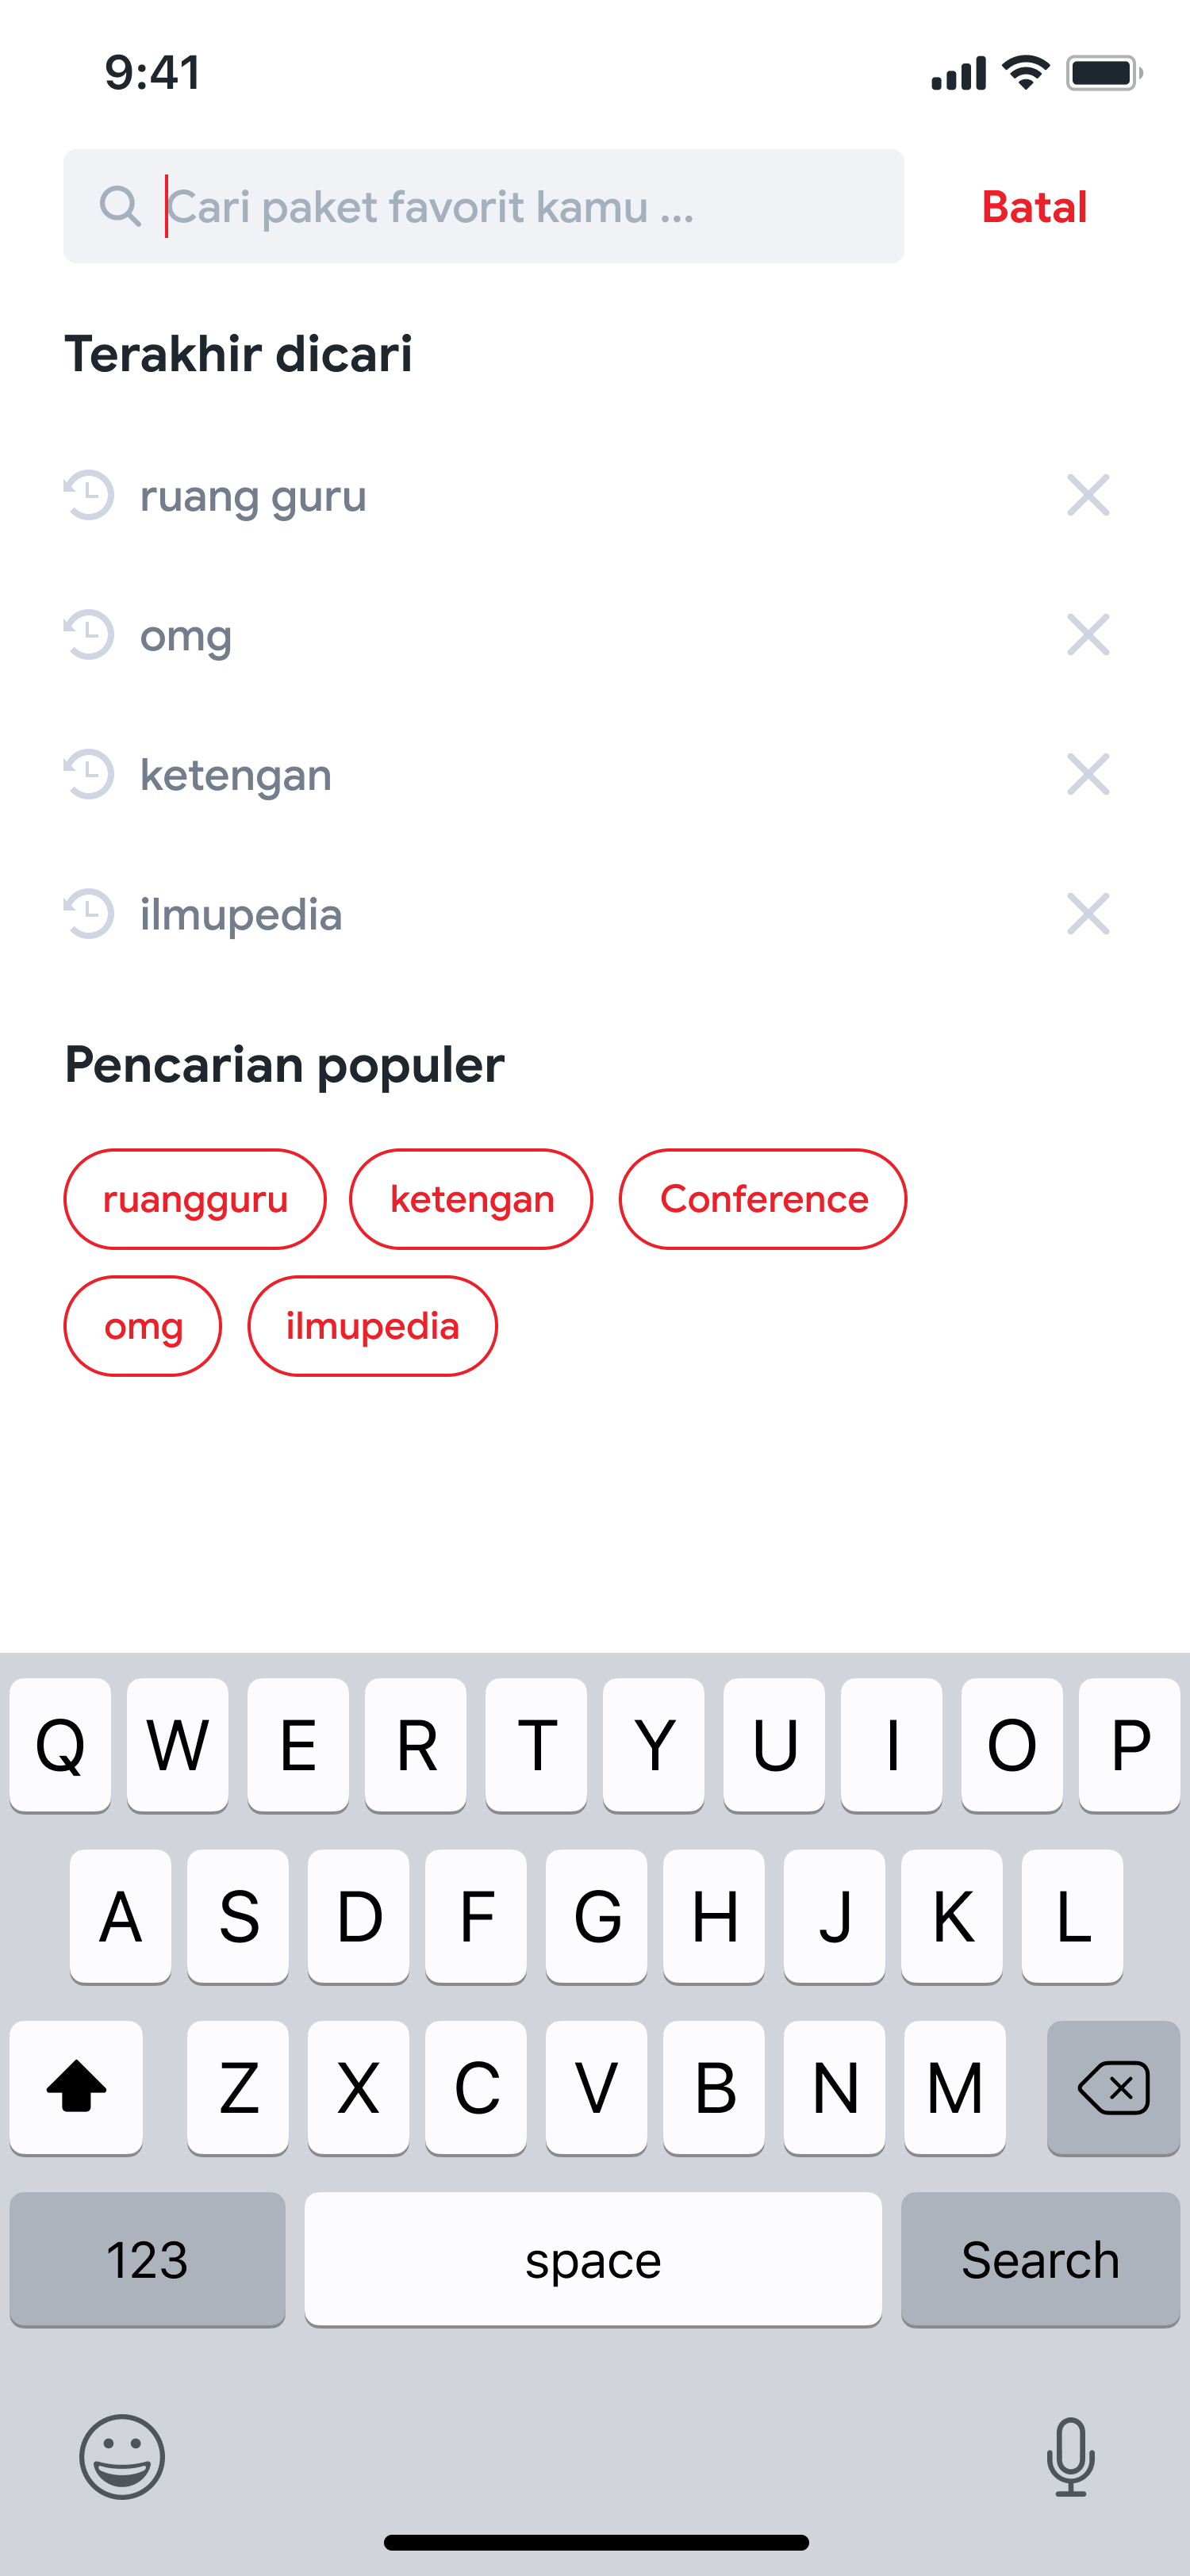 9:41
Cari paket favorit kamu ... Batal
Terakhir dicari
ruang guru
omg
ketengan
ilmupedia
Pencarian populer
ruangguru ketengan Conference
omg ilmupedia
Q W E R T Y U I O P
A S D F G H J K L
Z X C V B N M
123 space Search